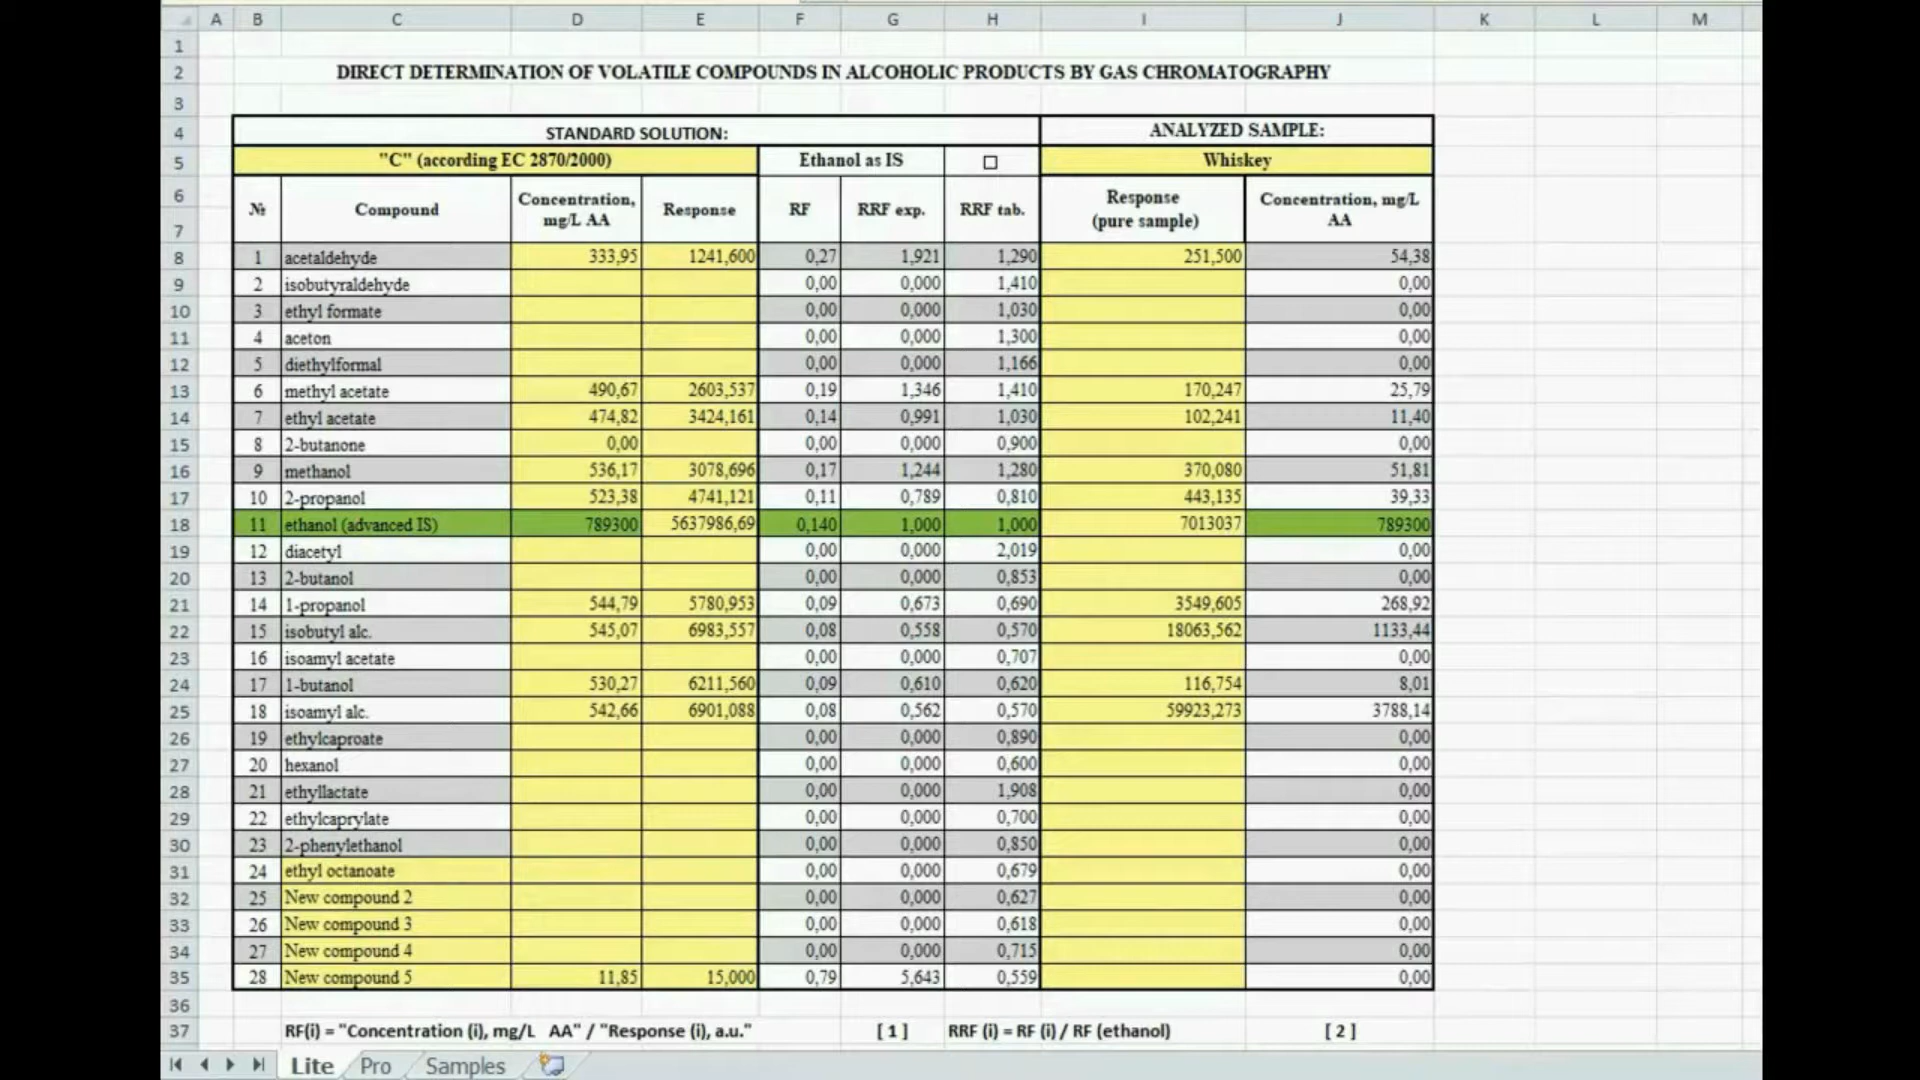 A B C D E F G H I J K L M
1
2 DIRECT DETERMINATION OF VOLATILE COMPOUNDS IN ALCOHOLIC PRODUCTS BY GAS CHROMATOGRAPHY
3
4 STANDARD SOLUTION: ANALYZED SAMPLE:
5 "C" (according EC 2870/2000) Ethanol as IS Whiskey
6 № Compound Concentration, mg/L AA Response RF RRF exp. RRF tab. Response (pure sample) Concentration, mg/L AA
7
8 1 acetaldehyde 333,95 1241,600 0,27 1,921 1,290 251,500 54,38
9 2 isobutyraldehyde 0,00 0,000 1,410 0,00
10 3 ethyl formate 0,00 0,000 1,030 0,00
11 4 aceton 0,00 0,000 1,300 0,00
12 5 diethylformal 0,00 0,000 1,166 0,00
13 6 methyl acetate 490,67 2603,537 0,19 1,346 1,410 170,247 25,79
14 7 ethyl acetate 474,82 3424,161 0,14 0,991 1,030 102,241 11,40
15 8 2-butanone 0,00 0,00 0,000 0,900 0,00
16 9 methanol 536,17 3078,696 0,17 1,244 1,280 370,080 51,81
17 10 2-propanol 523,38 4741,121 0,11 0,789 0,810 443,135 39,33
18 11 ethanol (advanced IS) 789300 5637986,69 0,140 1,000 1,000 7013037 789300
19 12 diacetyl 0,00 0,000 2,019 0,00
20 13 2-butanol 0,00 0,000 0,853 0,00
21 14 1-propanol 544,79 5780,953 0,09 0,673 0,690 3549,605 268,92
22 15 isobutyl alc. 545,07 6983,557 0,08 0,558 0,570 18063,562 1133,44
23 16 isoamyl acetate 0,00 0,000 0,707 0,00
24 17 1-butanol 530,27 6211,560 0,09 0,610 0,620 116,754 8,01
25 18 isoamyl alc. 542,66 6901,088 0,08 0,562 0,570 59923,273 3788,14
26 19 ethylcaproate 0,00 0,000 0,890 0,00
27 20 hexanol 0,00 0,000 0,600 0,00
28 21 ethyllactate 0,00 0,000 1,908 0,00
29 22 ethylcaprylate 0,00 0,000 0,700 0,00
30 23 2-phenylethanol 0,00 0,000 0,850 0,00
31 24 ethyl octanoate 0,00 0,000 0,679 0,00
32 25 New compound 2 0,00 0,000 0,627 0,00
33 26 New compound 3 0,00 0,000 0,618 0,00
34 27 New compound 4 0,00 0,000 0,715 0,00
35 28 New compound 5 11,85 15,000 0,79 5,643 0,559 0,00
36
37 RF(i) = "Concentration (i), mg/L AA" / "Response (i), a.u." [ 1 ] RRF (i) = RF (i) / RF (ethanol) [ 2 ]
Lite Pro Samples